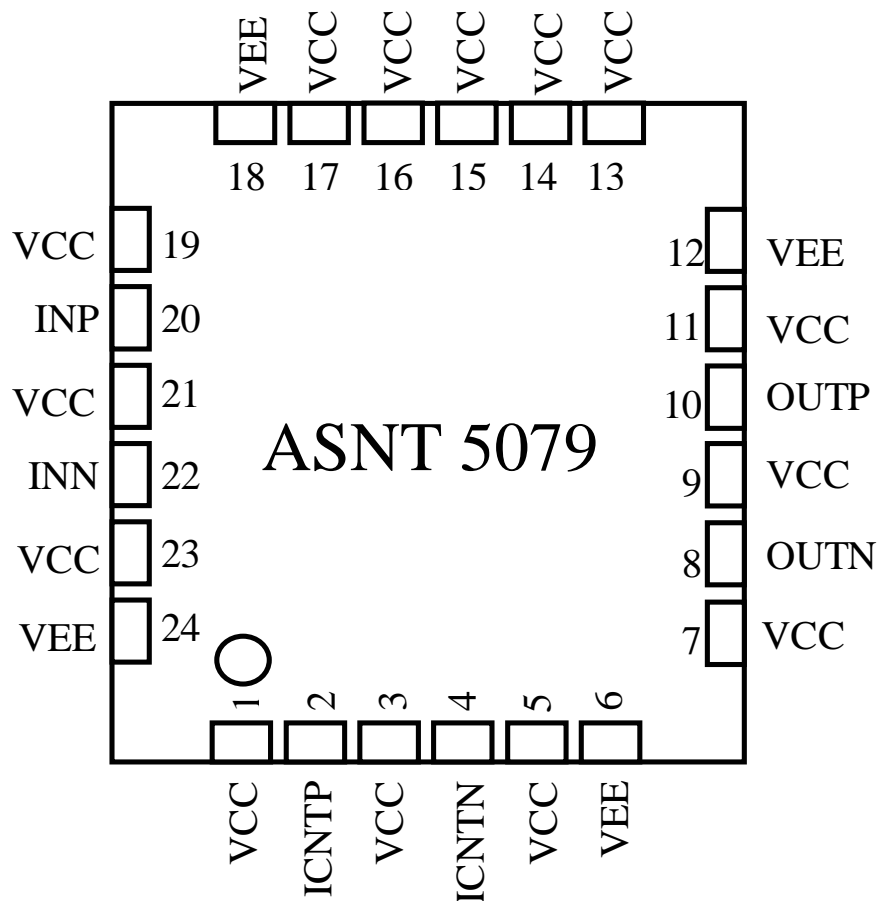 VEE VCC VCC VCC VCC VCC
18 17 16 15 14 13
VCC 19
12 VEE
INP 20
11 VCC
VCC 21
10 OUTP
ASNT 5079
INN 22
9 VCC
VCC 23
8 OUTN
VEE 24
7 VCC
1 2 3 4 5 6
VCC ICNTP VCC ICNTN VCC VEE